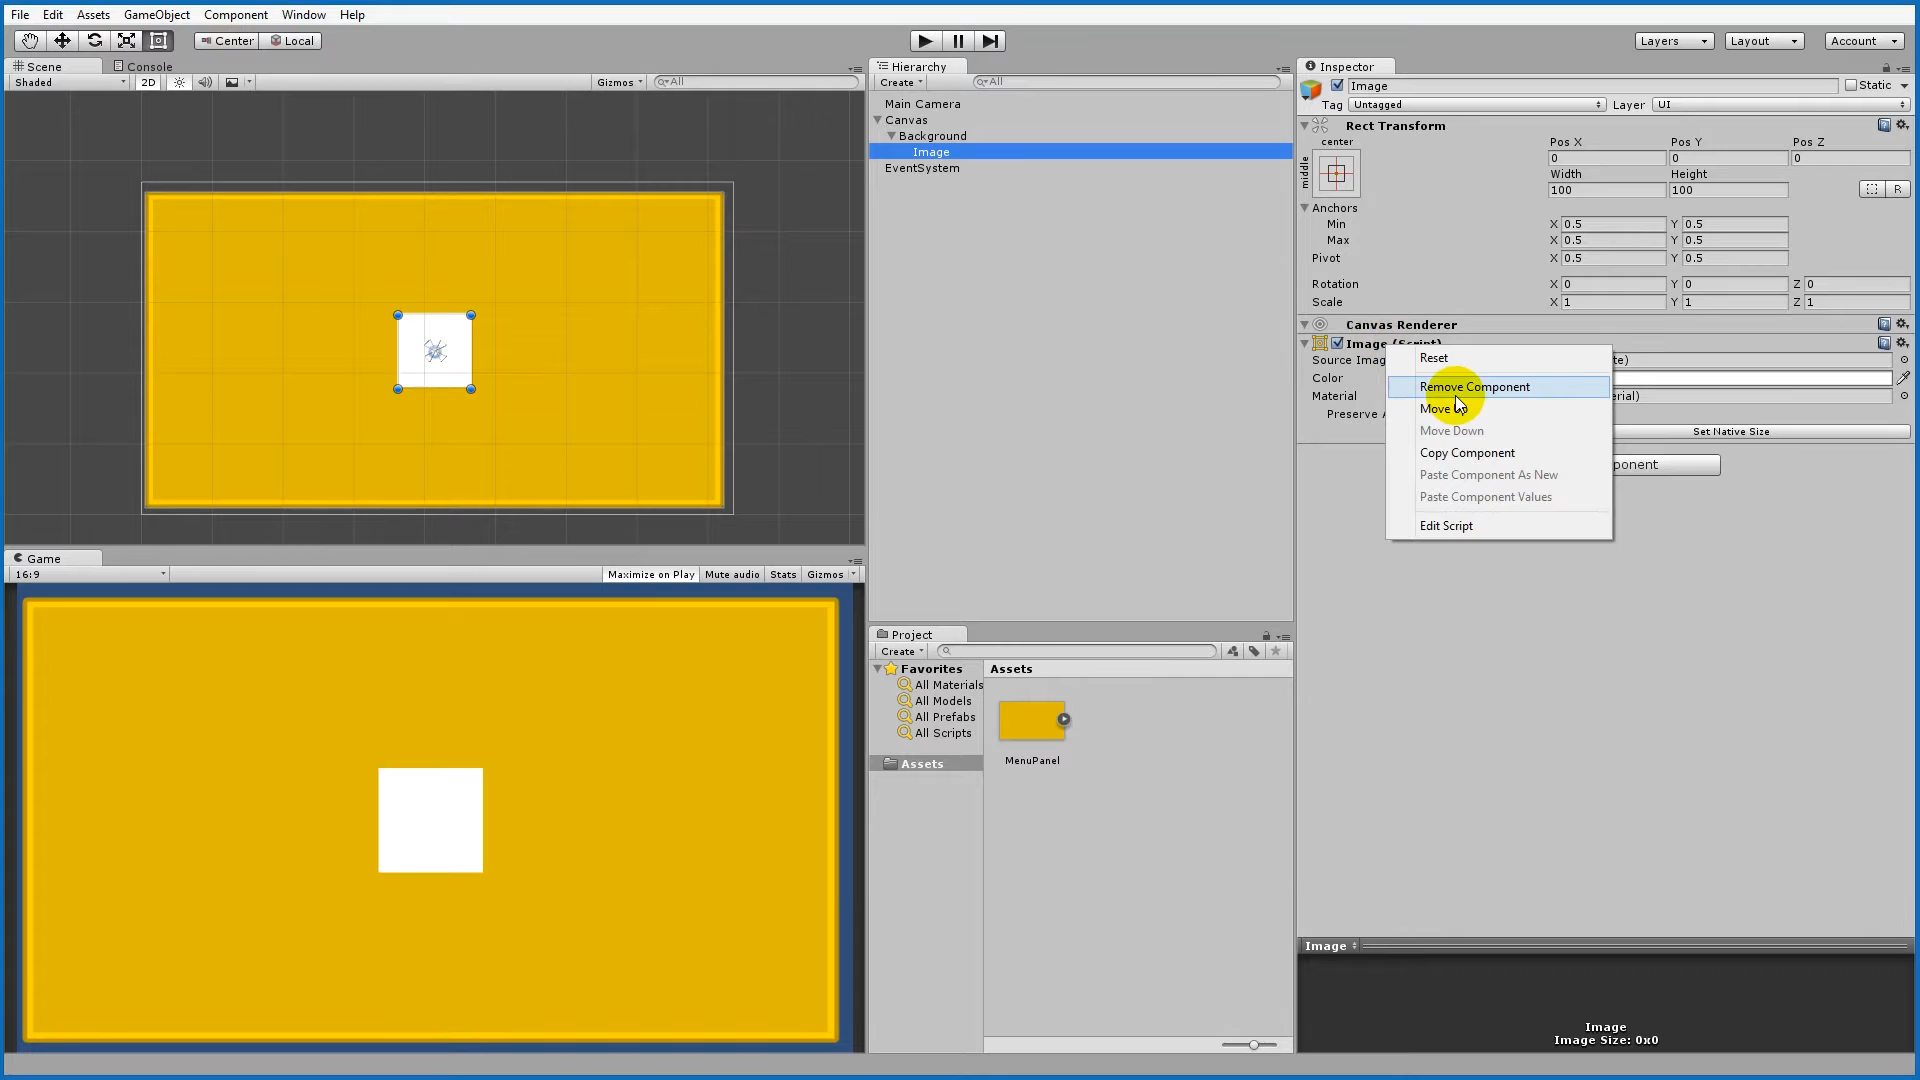 File Edit Assets GameObject Component Window Help
Center Local
Layers Layout Account
Scene Console
Shaded 2D Gizmos All
Hierarchy
Create All
Main Camera
Canvas
Background
Image
EventSystem
Inspector
Image Static
Tag Untagged Layer UI
Rect Transform
center
middle
Pos X Pos Y Pos Z
0 0 0
Width Height
100 100
R
Anchors
Min X 0.5 Y 0.5
Max X 0.5 Y 0.5
Pivot X 0.5 Y 0.5
Rotation X 0 Y 0 Z 0
Scale X 1 Y 1 Z 1
Canvas Renderer
Image (Script)
Source Imag
Color
Material
Preserve A
Set Native Size
Reset
Remove Component
Move
Move Down
Copy Component
Paste Component As New
Paste Component Values
Edit Script
Game
16:9 Maximize on Play Mute audio Stats Gizmos
Project
Create
Favorites
All Materials
All Models
All Prefabs
All Scripts
Assets
Assets
MenuPanel
Image
Image
Image Size: 0x0